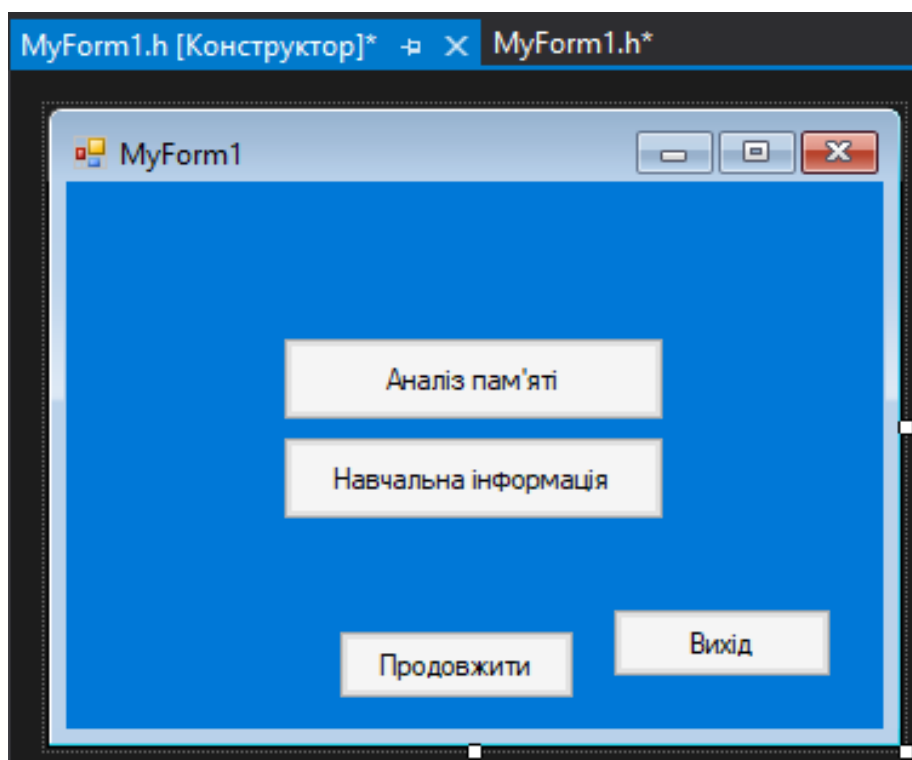 MyForm1.h [Конструктор]* MyForm1.h*
MyForm1
Аналіз пам'яті
Навчальна інформація
Продовжити
Вихід